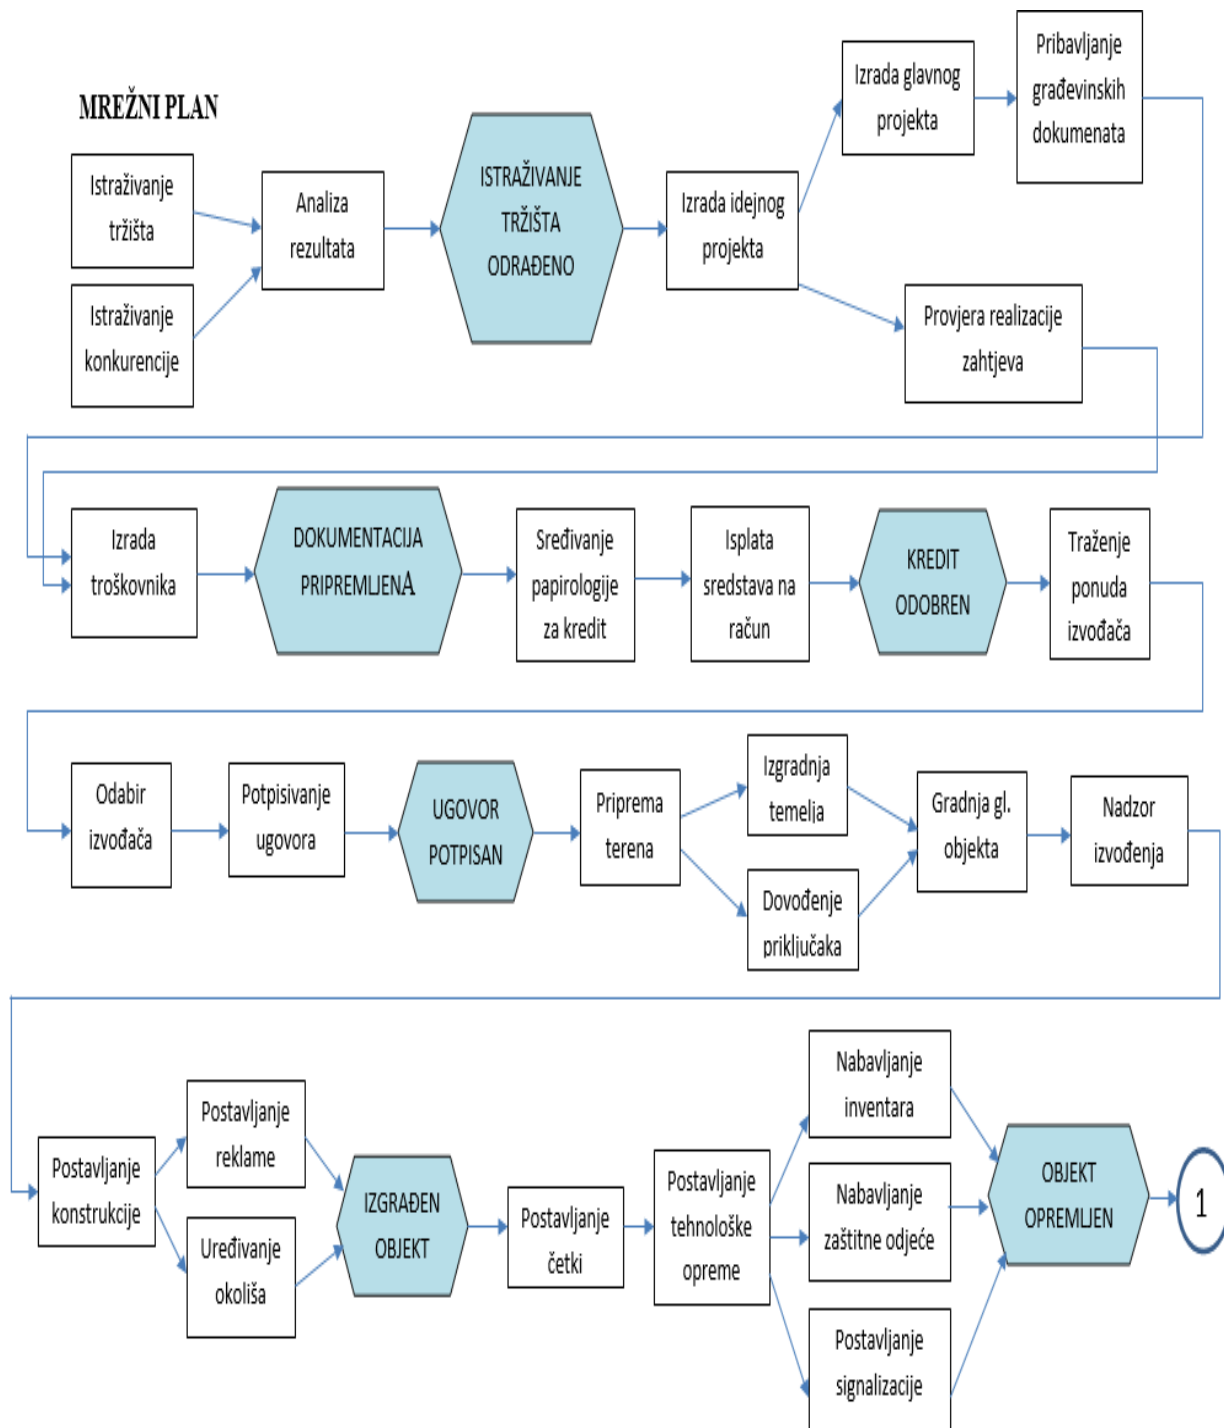 MREŽNI PLAN
Istraživanje
tržišta
Istraživanje
konkurencije
Analiza
rezultata
ISTRAŽIVANJE
TRŽIŠTA
ODRAĐENO
Izrada idejnog
projekta
Izrada glavnog
projekta
Pribavljanje
građevinskih
dokumenata
Provjera realizacije
zahtjeva
Izrada
troškovnika
DOKUMENTACIJA
PRIPREMLJENA
Sređivanje
papirologije
za kredit
Isplata
sredstava na
račun
KREDIT
ODOBREN
Traženje
ponuda
izvođača
Odabir
izvođača
Potpisivanje
ugovora
UGOVOR
POTPISAN
Priprema
terena
Izgradnja
temelja
Dovođenje
priključaka
Gradnja gl.
objekta
Nadzor
izvođenja
Postavljanje
konstrukcije
Postavljanje
reklame
Uređivanje
okoliša
IZGRAĐEN
OBJEKT
Postavljanje
četki
Postavljanje
tehnološke
opreme
Nabavljanje
inventara
Nabavljanje
zaštitne odjeće
Postavljanje
signalizacije
OBJEKT
OPREMLJEN
1